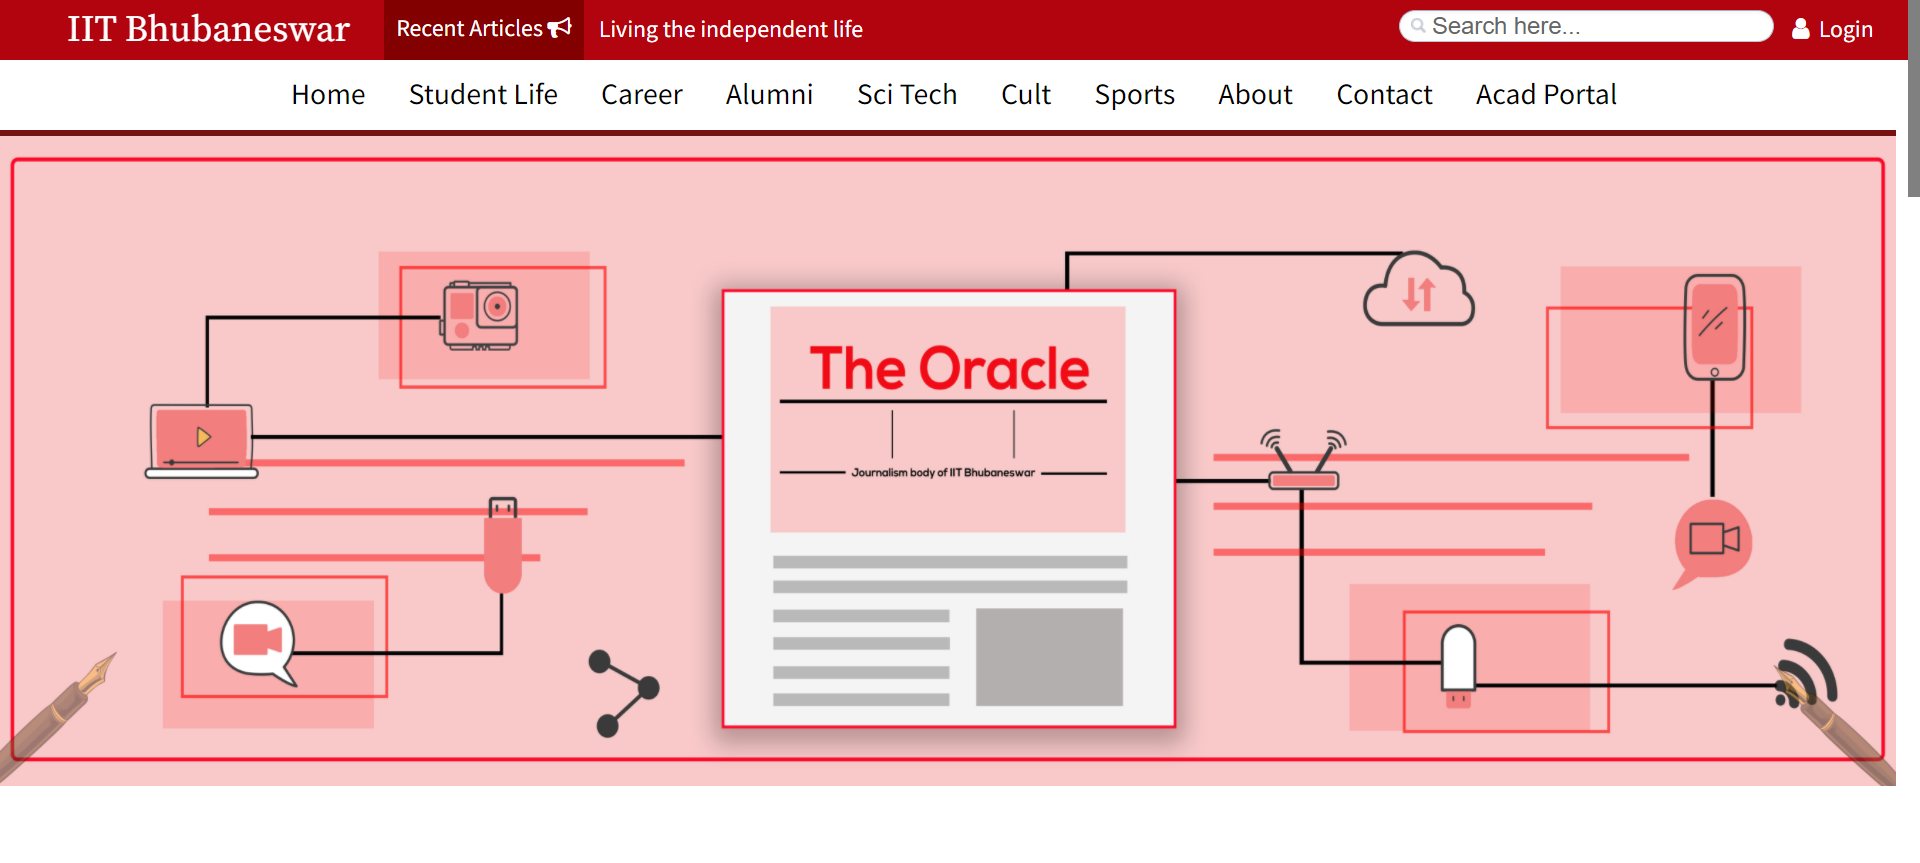 IIT Bhubaneswar Recent Articles Living the independent life Search here... Login
Home Student Life Career Alumni Sci Tech Cult Sports About Contact Acad Portal
The Oracle
Journalism body of IIT Bhubaneswar